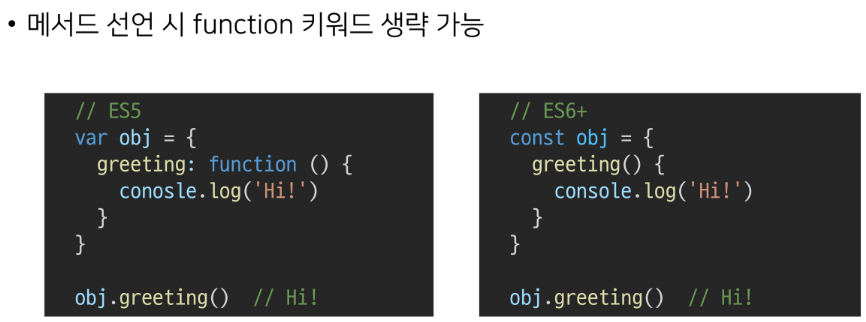 • 메서드 선언 시 function 키워드 생략 가능
// ES5
var obj = {
  greeting: function () {
    conosle.log('Hi!')
  }
}
obj.greeting()  // Hi!
// ES6+
const obj = {
  greeting() {
    console.log('Hi!')
  }
}
obj.greeting()  // Hi!